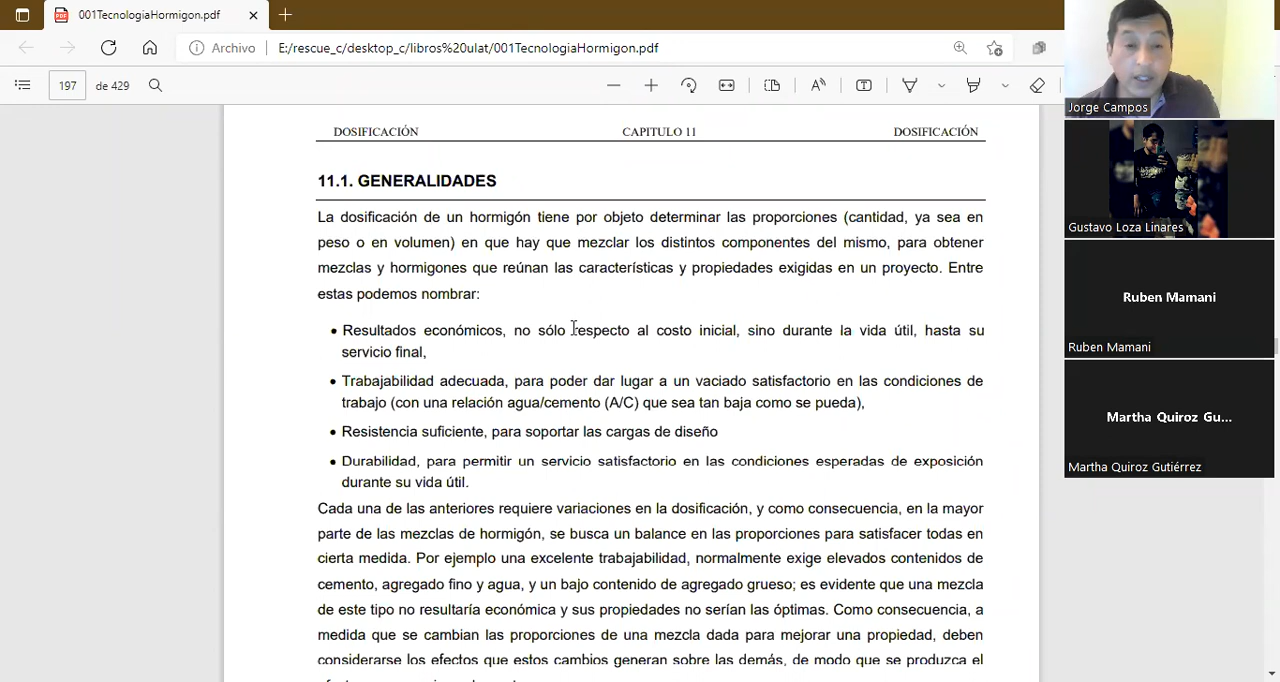 001TecnologiaHormigon.pdf
Archivo
E:/rescue_c/desktop_c/libros%20ulat/001TecnologiaHormigon.pdf
197 de 429
DOSIFICACIÓN CAPITULO 11 DOSIFICACIÓN
11.1. GENERALIDADES
La dosificación de un hormigón tiene por objeto determinar las proporciones (cantidad, ya sea en
peso o en volumen) en que hay que mezclar los distintos componentes del mismo, para obtener
mezclas y hormigones que reúnan las características y propiedades exigidas en un proyecto. Entre
estas podemos nombrar:
• Resultados económicos, no sólo respecto al costo inicial, sino durante la vida útil, hasta su
servicio final,
• Trabajabilidad adecuada, para poder dar lugar a un vaciado satisfactorio en las condiciones de
trabajo (con una relación agua/cemento (A/C) que sea tan baja como se pueda),
• Resistencia suficiente, para soportar las cargas de diseño
• Durabilidad, para permitir un servicio satisfactorio en las condiciones esperadas de exposición
durante su vida útil.
Cada una de las anteriores requiere variaciones en la dosificación, y como consecuencia, en la mayor
parte de las mezclas de hormigón, se busca un balance en las proporciones para satisfacer todas en
cierta medida. Por ejemplo una excelente trabajabilidad, normalmente exige elevados contenidos de
cemento, agregado fino y agua, y un bajo contenido de agregado grueso; es evidente que una mezcla
de este tipo no resultaría económica y sus propiedades no serían las óptimas. Como consecuencia, a
medida que se cambian las proporciones de una mezcla dada para mejorar una propiedad, deben
considerarse los efectos que estos cambios generan sobre las demás, de modo que se produzca el
Jorge Campos
Gustavo Loza Linares
Ruben Mamani
Ruben Mamani
Martha Quiroz Gu...
Martha Quiroz Gutiérrez